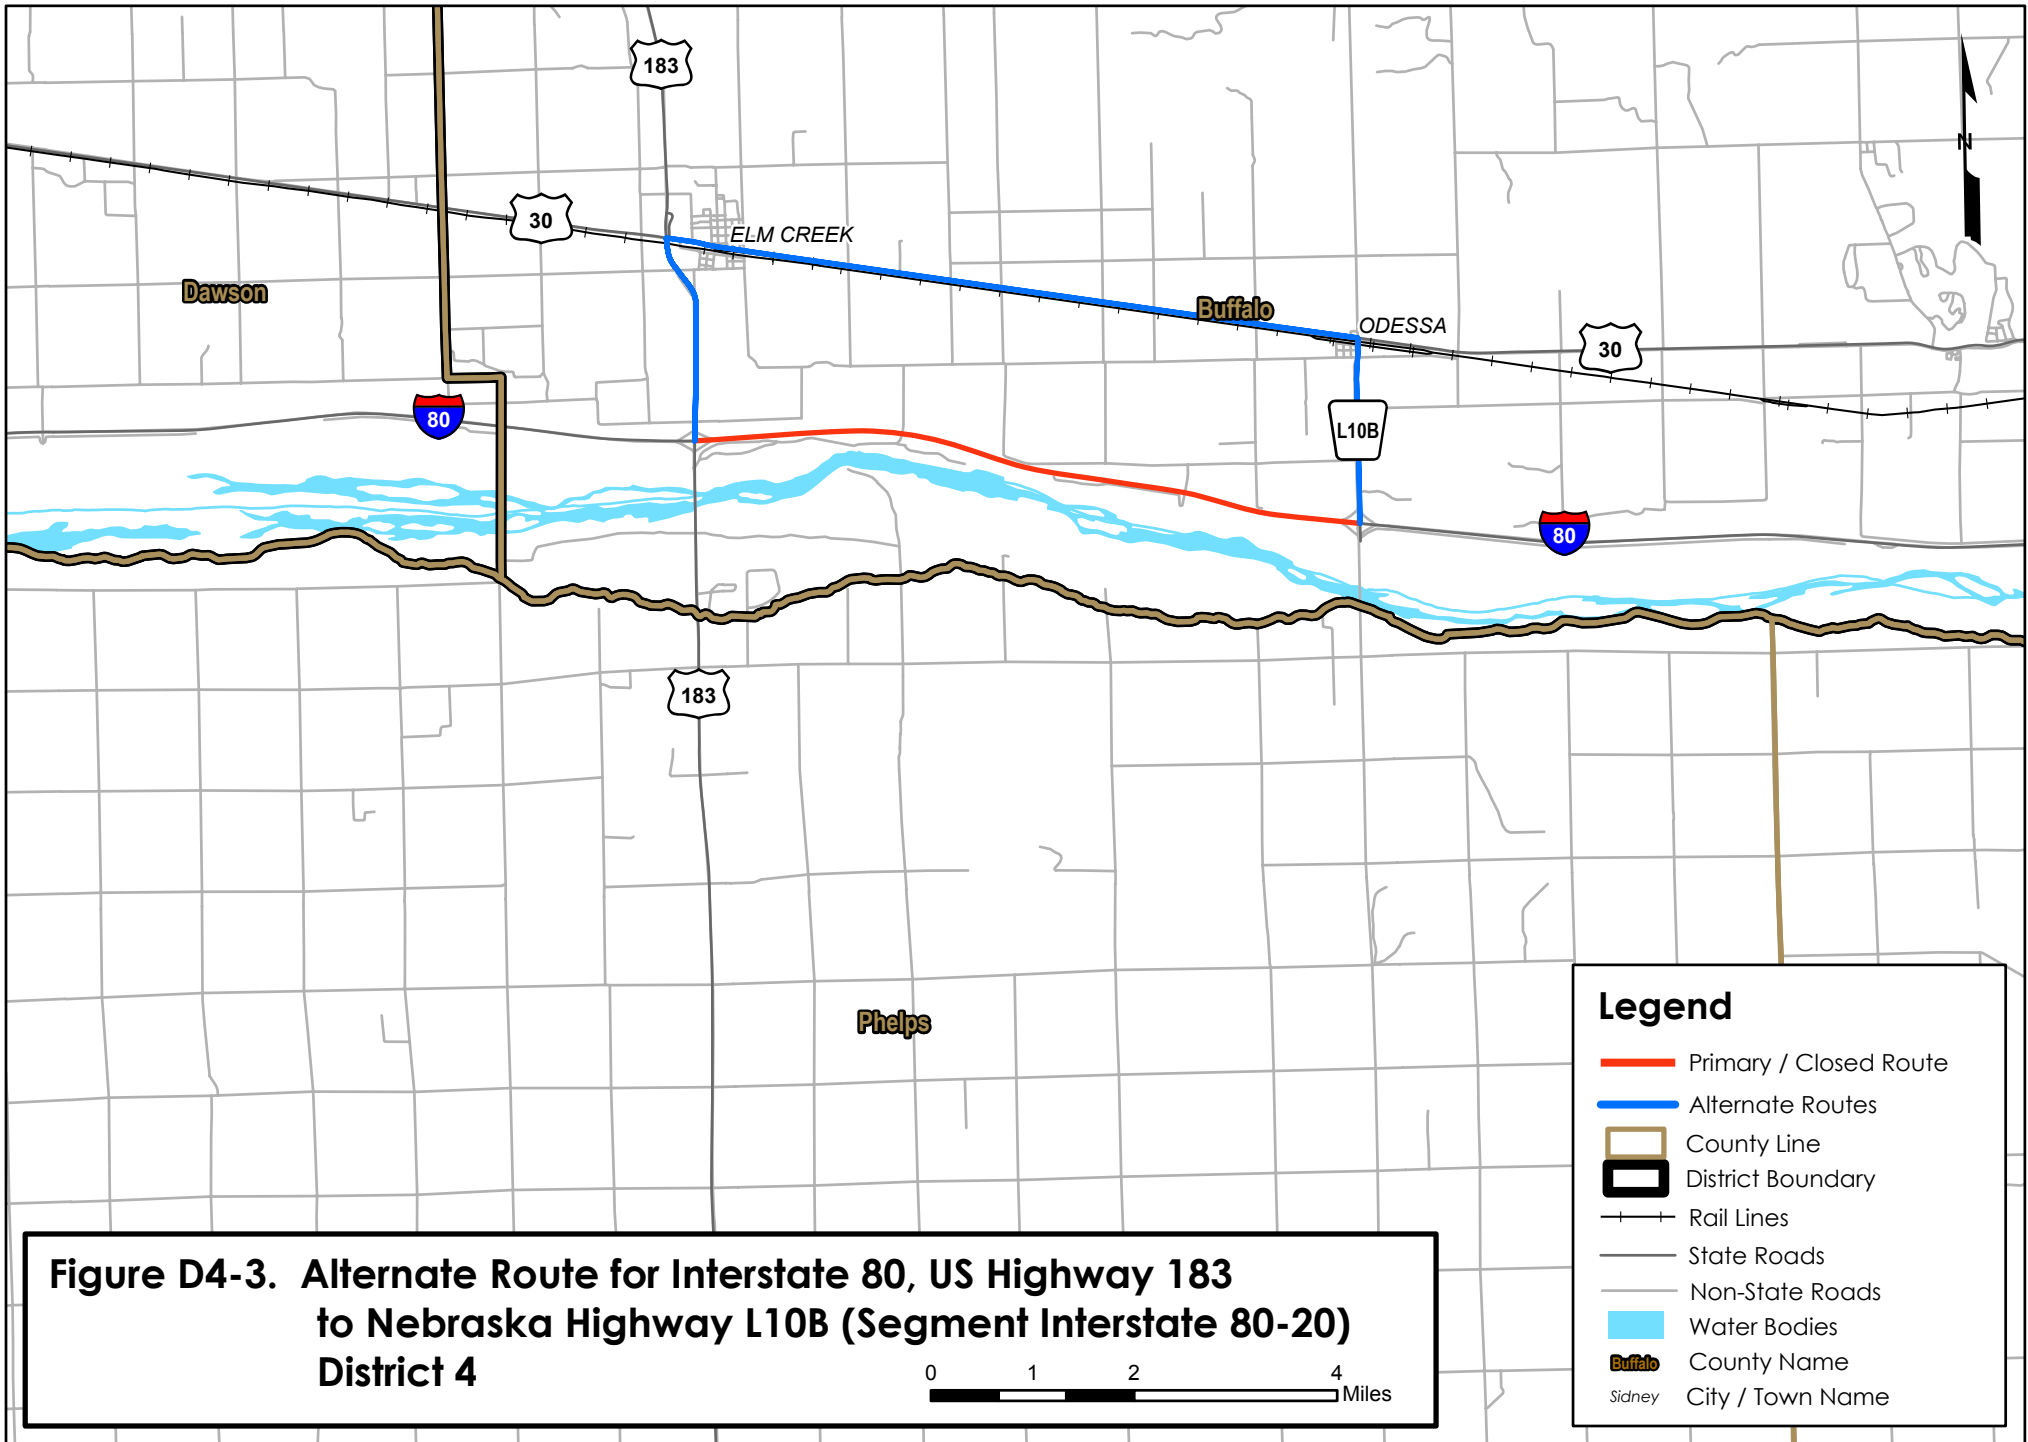 183
N
30
ELM CREEK
Dawson
Buffalo
ODESSA
30
80
L10B
80
183
Phelps
Legend
Primary / Closed Route
Alternate Routes
County Line
District Boundary
Rail Lines
State Roads
Non-State Roads
Water Bodies
Buffalo County Name
Sidney City / Town Name
Figure D4-3. Alternate Route for Interstate 80, US Highway 183
to Nebraska Highway L10B (Segment Interstate 80-20)
District 4
0 1 2 4
Miles